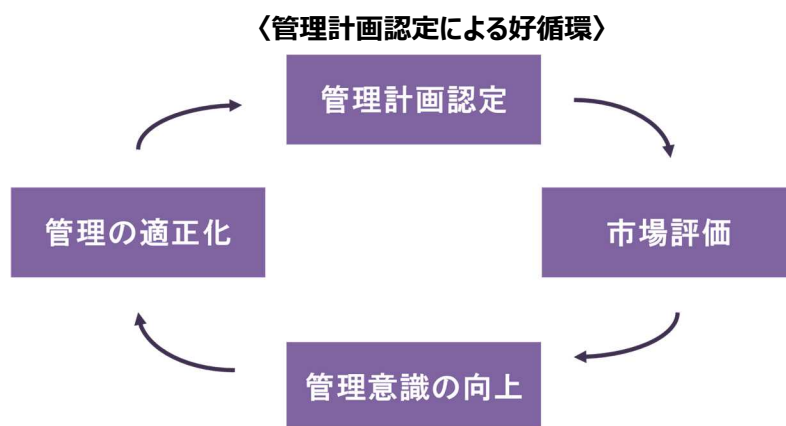 〈管理計画認定による好循環〉
管理計画認定
管理の適正化
市場評価
管理意識の向上